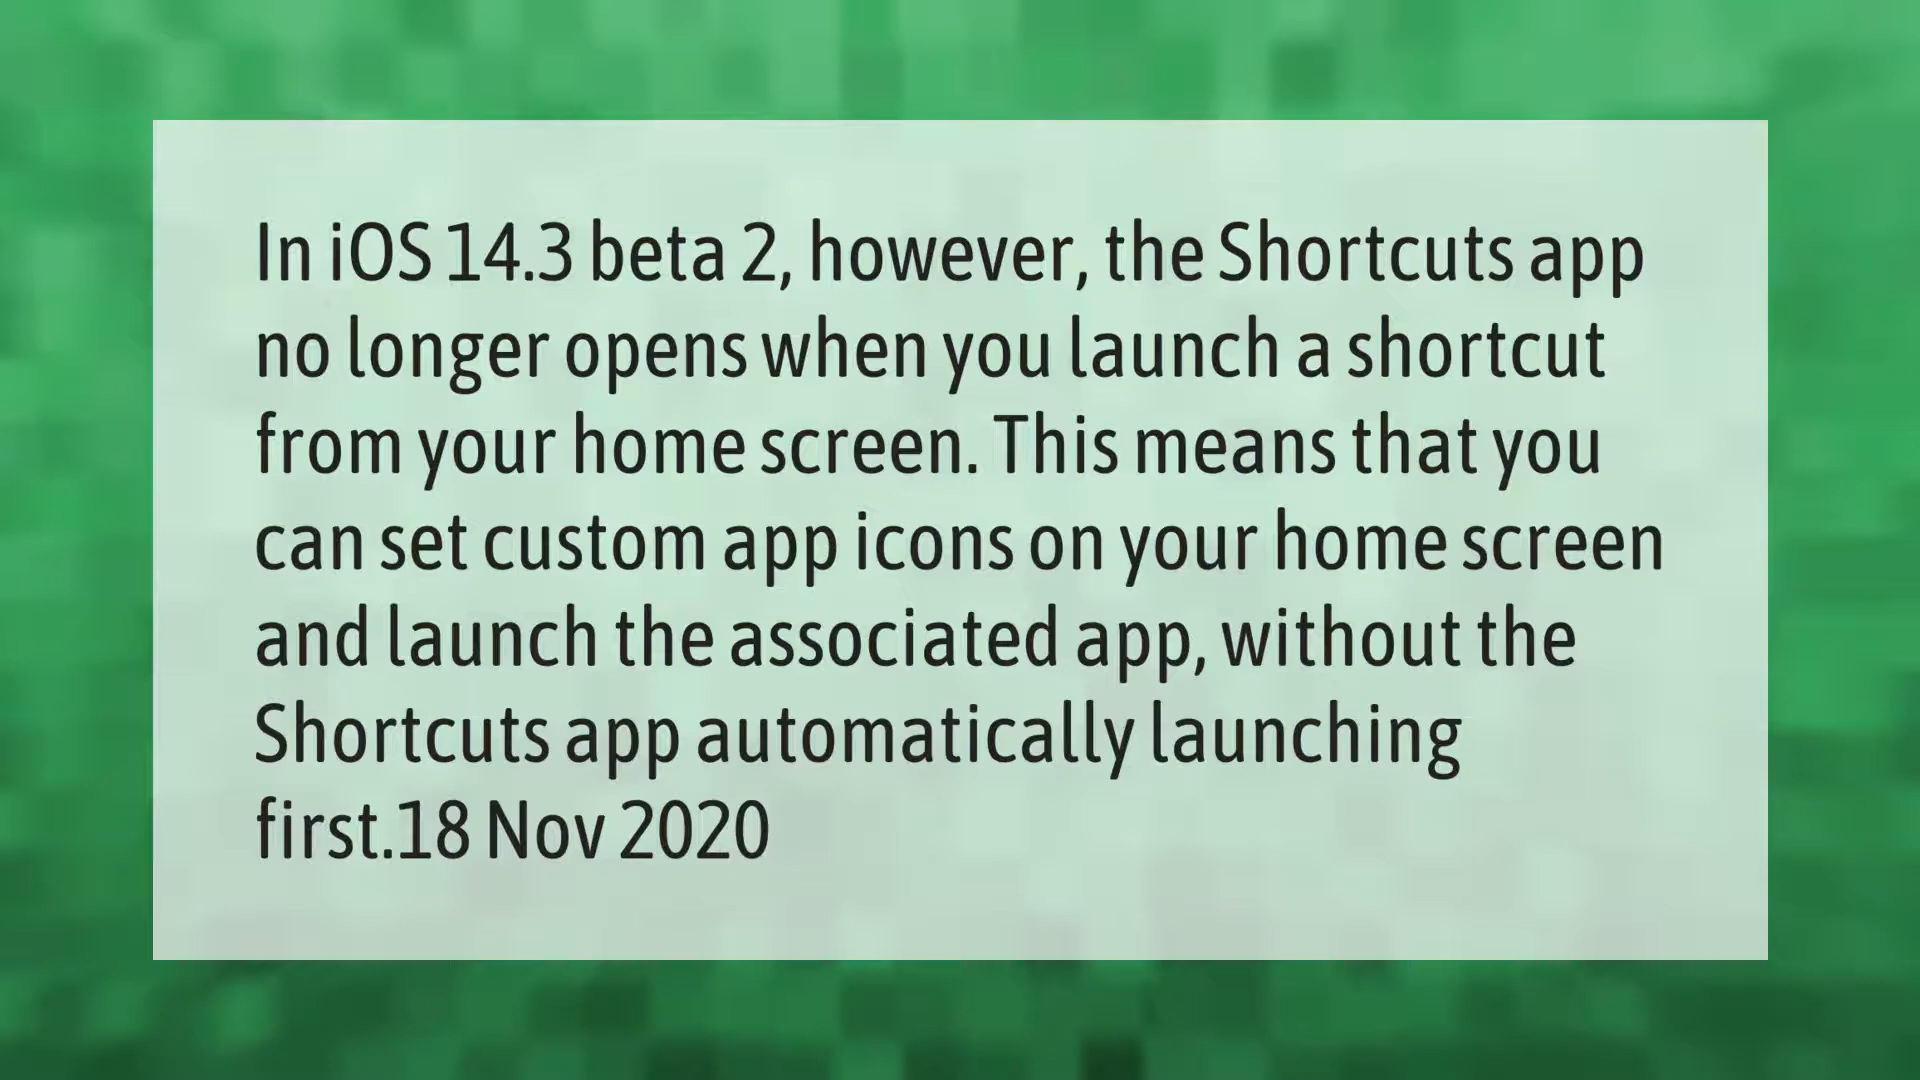 In iOS 14.3 beta 2, however, the Shortcuts app
no longer opens when you launch a shortcut
from your home screen. This means that you
can set custom app icons on your home screen
and launch the associated app, without the
Shortcuts app automatically launching
first.18 Nov 2020